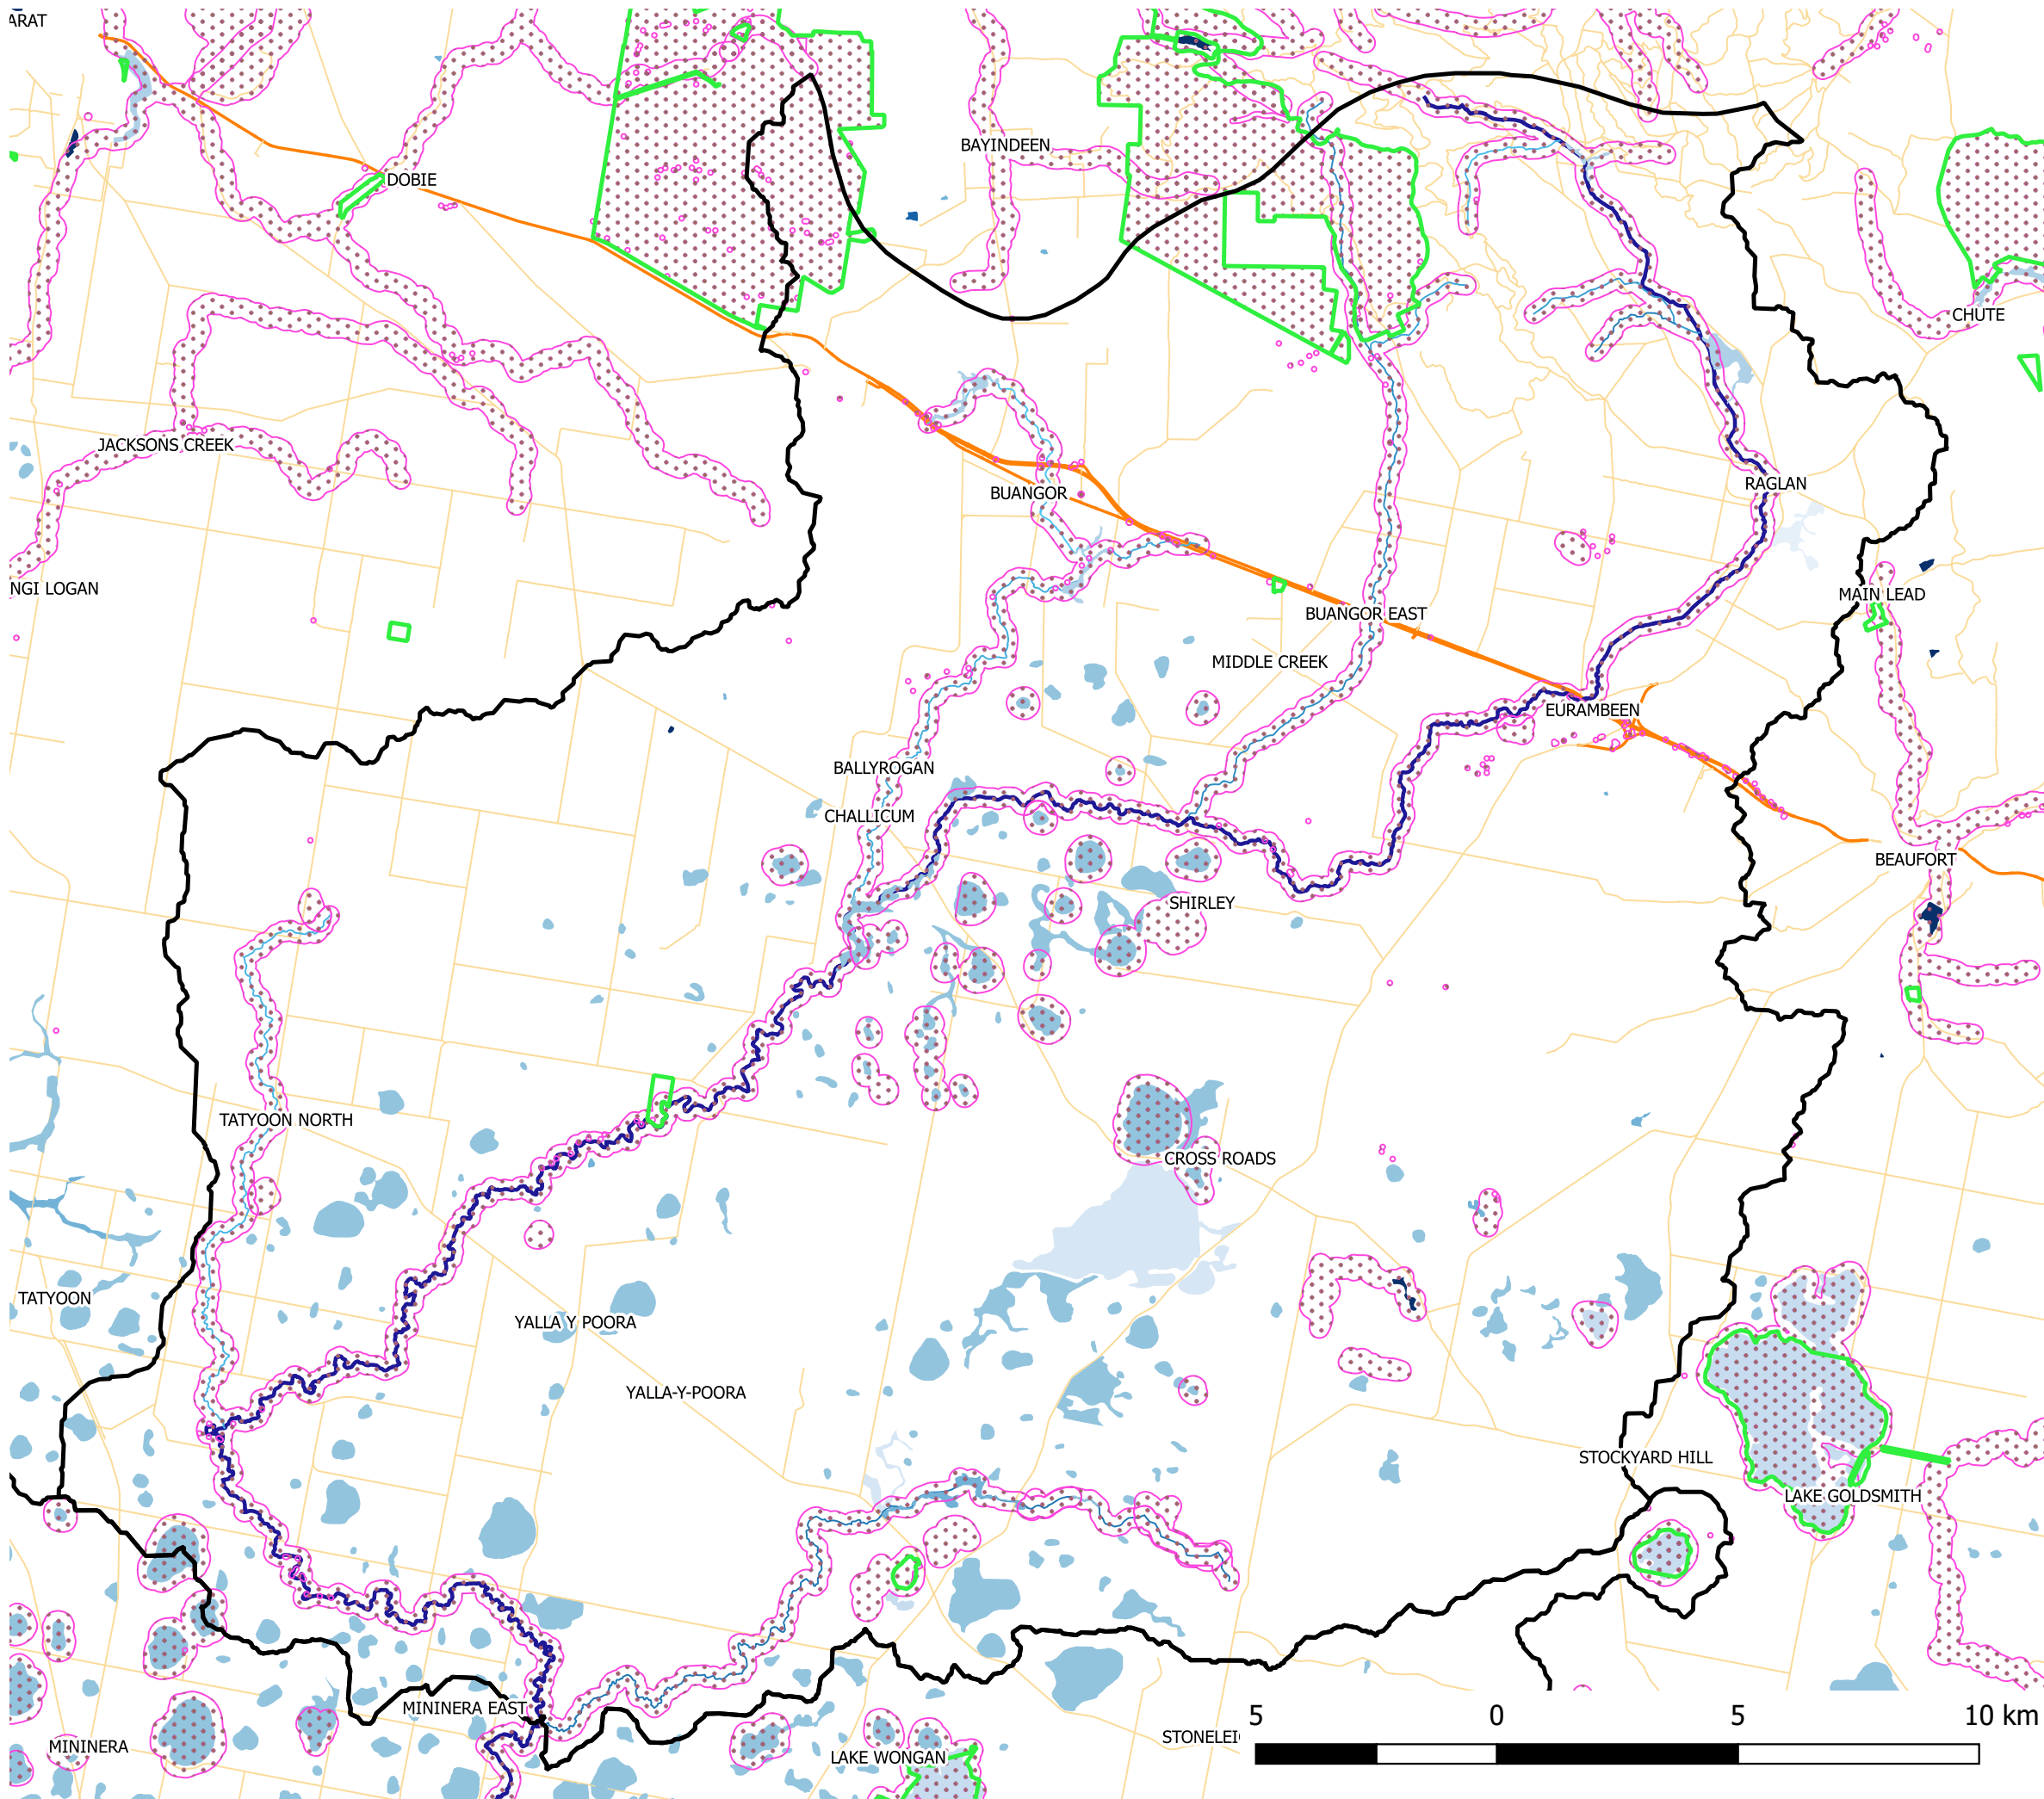 ARAT
BAYINDEEN
DOBIE
CHUTE
JACKSONS CREEK
RAGLAN
BUANGOR
NGI LOGAN
MAIN LEAD
BUANGOR EAST
MIDDLE CREEK
EURAMBEEN
BALLYROGAN
CHALLICUM
BEAUFORT
SHIRLEY
TATYOON NORTH
CROSS ROADS
TATYOON
YALLA Y POORA
YALLA-Y-POORA
STOCKYARD HILL
LAKE GOLDSMITH
MININERA EAST
5 0 5 10 km
STONELEI
MININERA
LAKE WONGAN